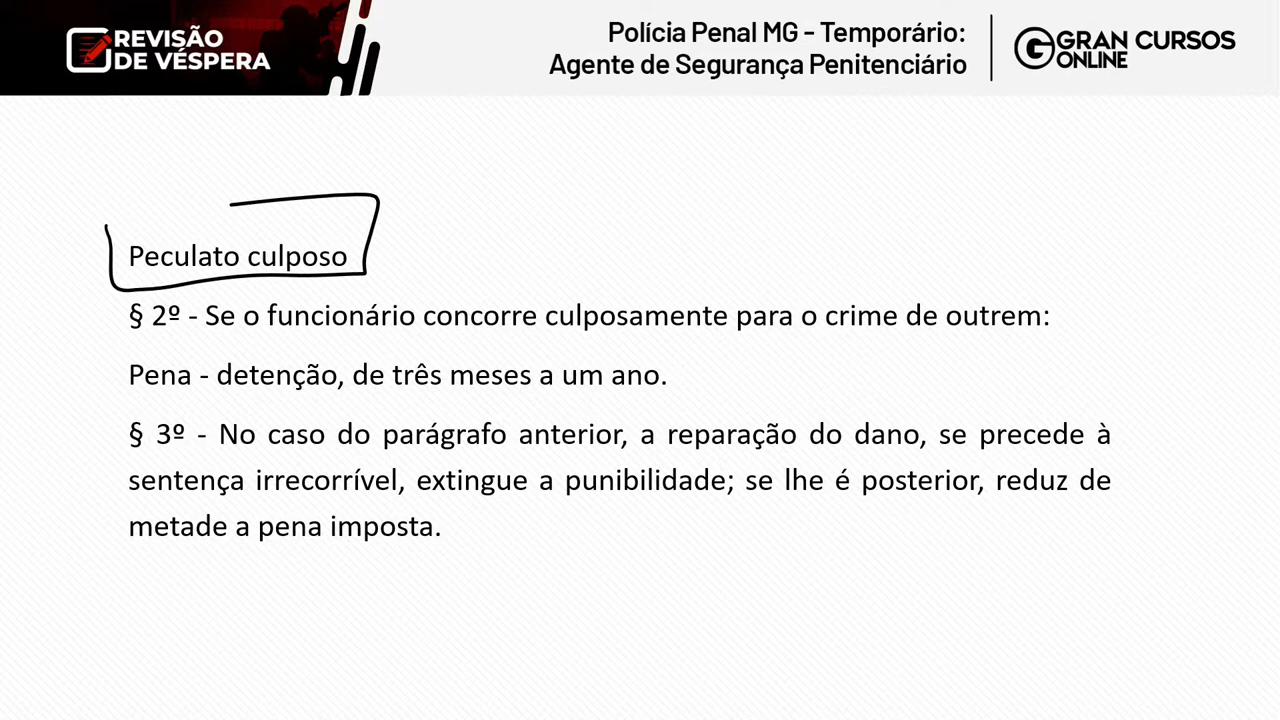 REVISÃO
DE VÉSPERA
Polícia Penal MG - Temporário:
Agente de Segurança Penitenciário
GRAN CURSOS
ONLINE
Peculato culposo
§ 2º - Se o funcionário concorre culposamente para o crime de outrem:
Pena - detenção, de três meses a um ano.
§ 3º - No caso do parágrafo anterior, a reparação do dano, se precede à
sentença irrecorrível, extingue a punibilidade; se lhe é posterior, reduz de
metade a pena imposta.